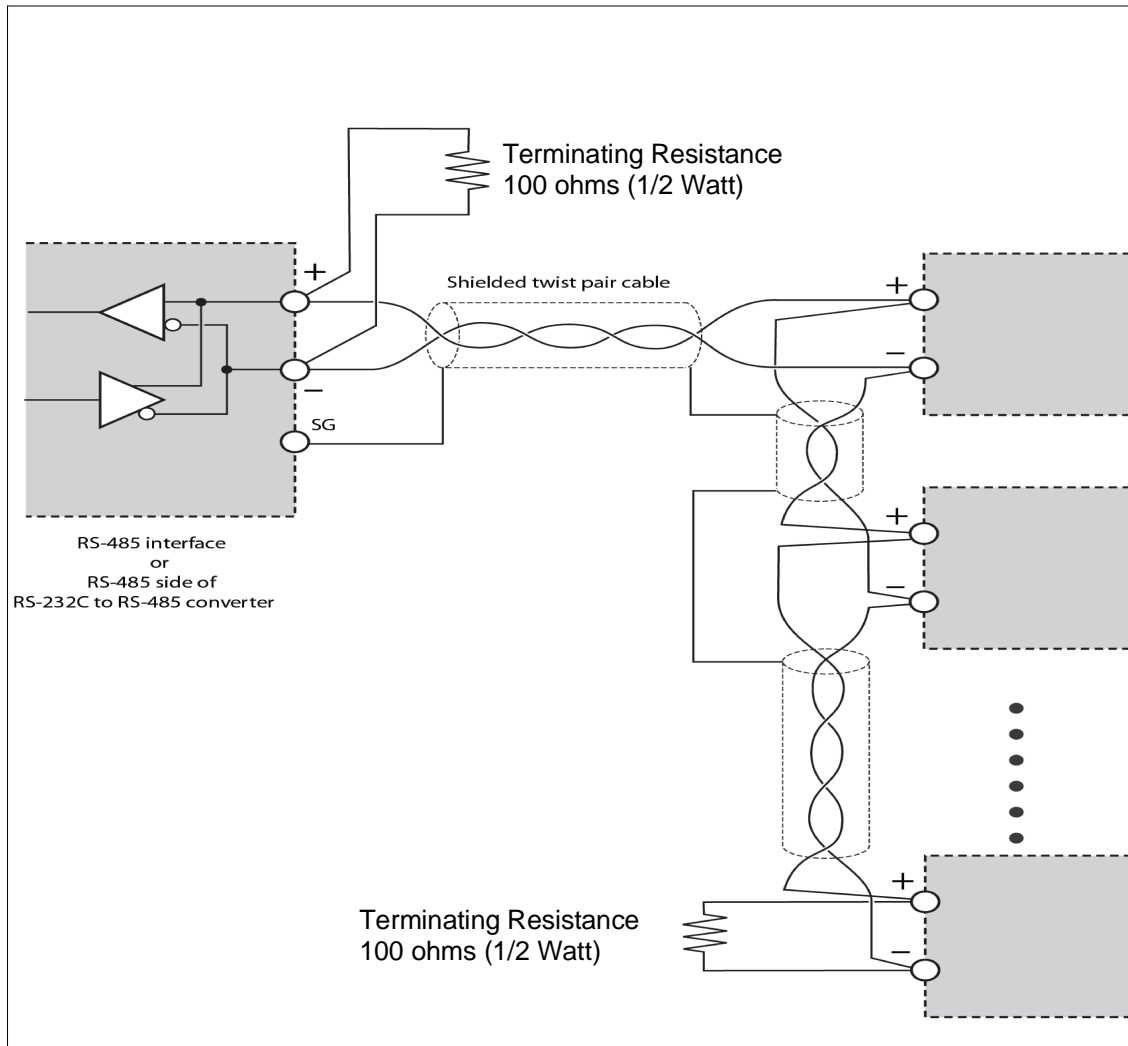 Terminating Resistance
100 ohms (1/2 Watt)
+
Shielded twist pair cable
+
−
−
SG
+
−
RS-485 interface
or
RS-485 side of
RS-232C to RS-485 converter
+
Terminating Resistance
100 ohms (1/2 Watt)
−